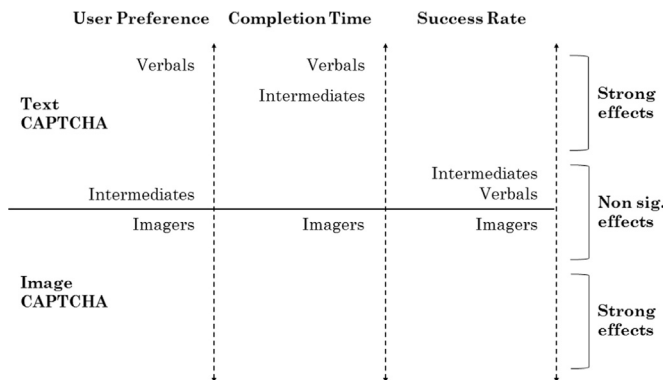 User Preference Completion Time Success Rate
Verbals Verbals
Intermediates
Text
CAPTCHA
Strong
effects
Intermediates
Intermediates Verbals
Imagers Imagers Imagers
Non sig.
effects
Image
CAPTCHA
Strong
effects